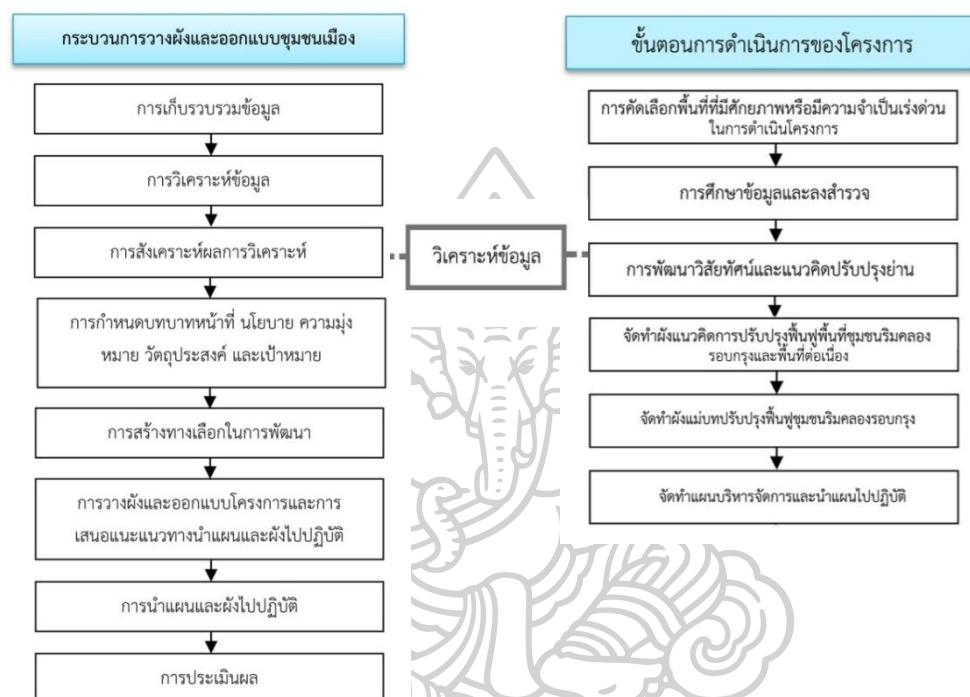 กระบวนการวางผังและออกแบบชุมชนเมือง
การเก็บรวบรวมข้อมูล
การวิเคราะห์ข้อมูล
การสังเคราะห์ผลการวิเคราะห์
การกำหนดบทบาทหน้าที่ นโยบาย ความมุ่ง
หมาย วัตถุประสงค์ และเป้าหมาย
การสร้างทางเลือกในการพัฒนา
การวางผังและออกแบบโครงการและการ
เสนอแนะแนวทางนำแผนและผังไปปฏิบัติ
การนำแผนและผังไปปฏิบัติ
การประเมินผล
วิเคราะห์ข้อมูล
ขั้นตอนการดำเนินการของโครงการ
การคัดเลือกพื้นที่ที่มีศักยภาพหรือมีความจำเป็นเร่งด่วน
ในการดำเนินโครงการ
การศึกษาข้อมูลและลงสำรวจ
การพัฒนาวิสัยทัศน์และแนวคิดปรับปรุงย่าน
จัดทำผังแนวคิดการปรับปรุงฟื้นฟูพื้นที่ชุมชนริมคลอง
รอบกรุงและพื้นที่ต่อเนื่อง
จัดทำผังแม่บทปรับปรุงฟื้นฟูชุมชนริมคลองรอบกรุง
จัดทำแผนบริหารจัดการและนำแผนไปปฏิบัติ